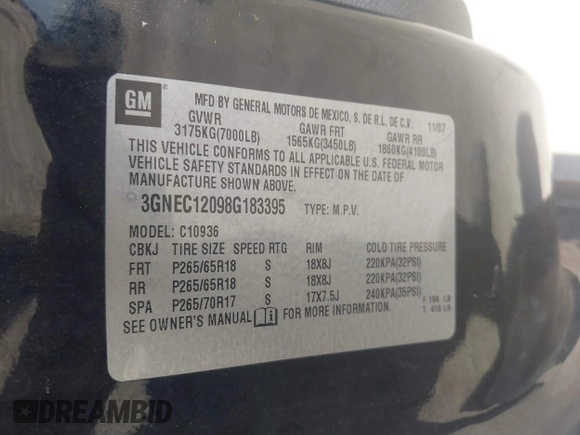 GM
®
MFD BY GENERAL MOTORS DE MEXICO, S. DE R.L. DE C.V. 11/07
GVWR GAWR FRT GAWR RR
3175KG(7000LB) 1565KG(3450LB) 1860KG(4100LB)
THIS VEHICLE CONFORMS TO ALL APPLICABLE U.S. FEDERAL MOTOR
VEHICLE SAFETY STANDARDS IN EFFECT ON THE DATE OF
MANUFACTURE SHOWN ABOVE.
3GNEC12098G183395 TYPE: M.P.V.
MODEL: C10936
CBKJ TIRE SIZE SPEED RTG RIM COLD TIRE PRESSURE
FRT P265/65R18 S 18X8J 220KPA(32PSI)
RR P265/65R18 S 18X8J 220KPA(32PSI)
SPA P265/70R17 S 17X7.5J 240KPA(35PSI)
F 184 LB
T 418 LB
SEE OWNER'S MANUAL FOR MORE INFORMATION.
DREAMBID